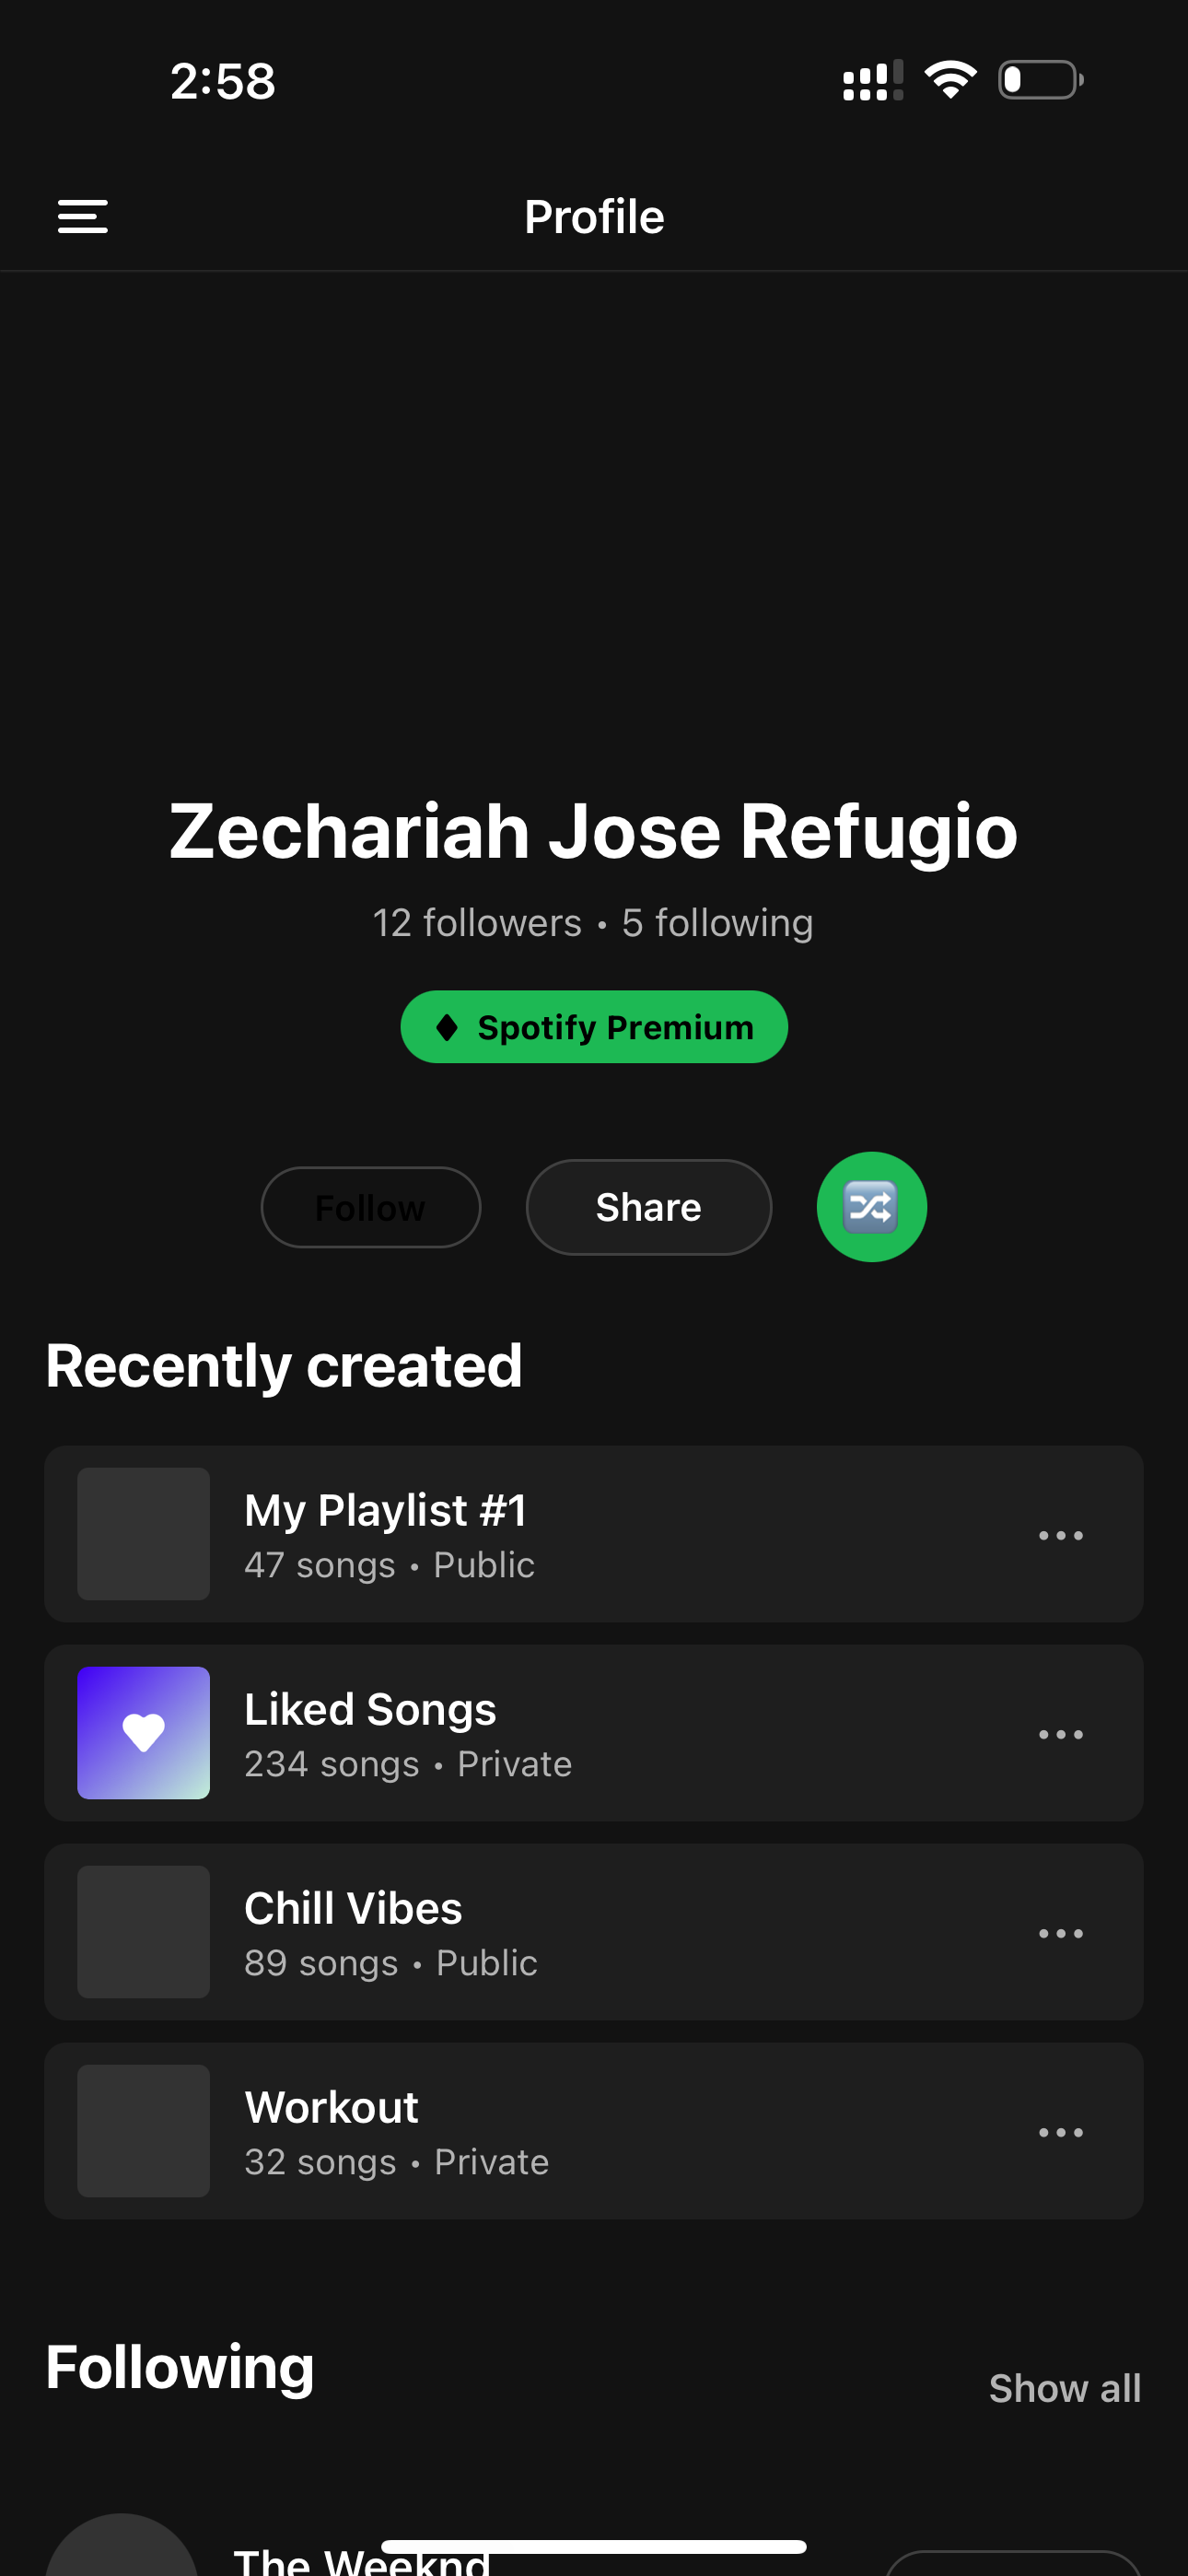 2:58
Profile
Zechariah Jose Refugio
12 followers • 5 following
Spotify Premium
Follow
Share
Recently created
My Playlist #1
47 songs • Public
Liked Songs
234 songs • Private
Chill Vibes
89 songs • Public
Workout
32 songs • Private
Following
Show all
The Weeknd